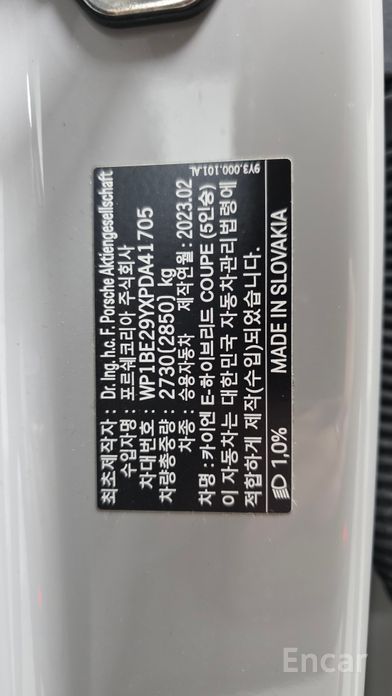 9Y3.000.101.AL
최초제작자 : Dr. Ing. h.c. F. Porsche Aktiengesellschaft
수입자명 : 포르쉐코리아 주식회사
차대번호 : WP1BE29YXPDA41705
차량총중량 : 2730(2850) kg
차종 : 승용자동차 제작연월 : 2023.02
차명 : 카이엔 E-하이브리드 COUPE (5인승)
이 자동차는 대한민국 자동차관리법령에
적합하게 제작(수입)되었습니다.
1,0% MADE IN SLOVAKIA
Encar